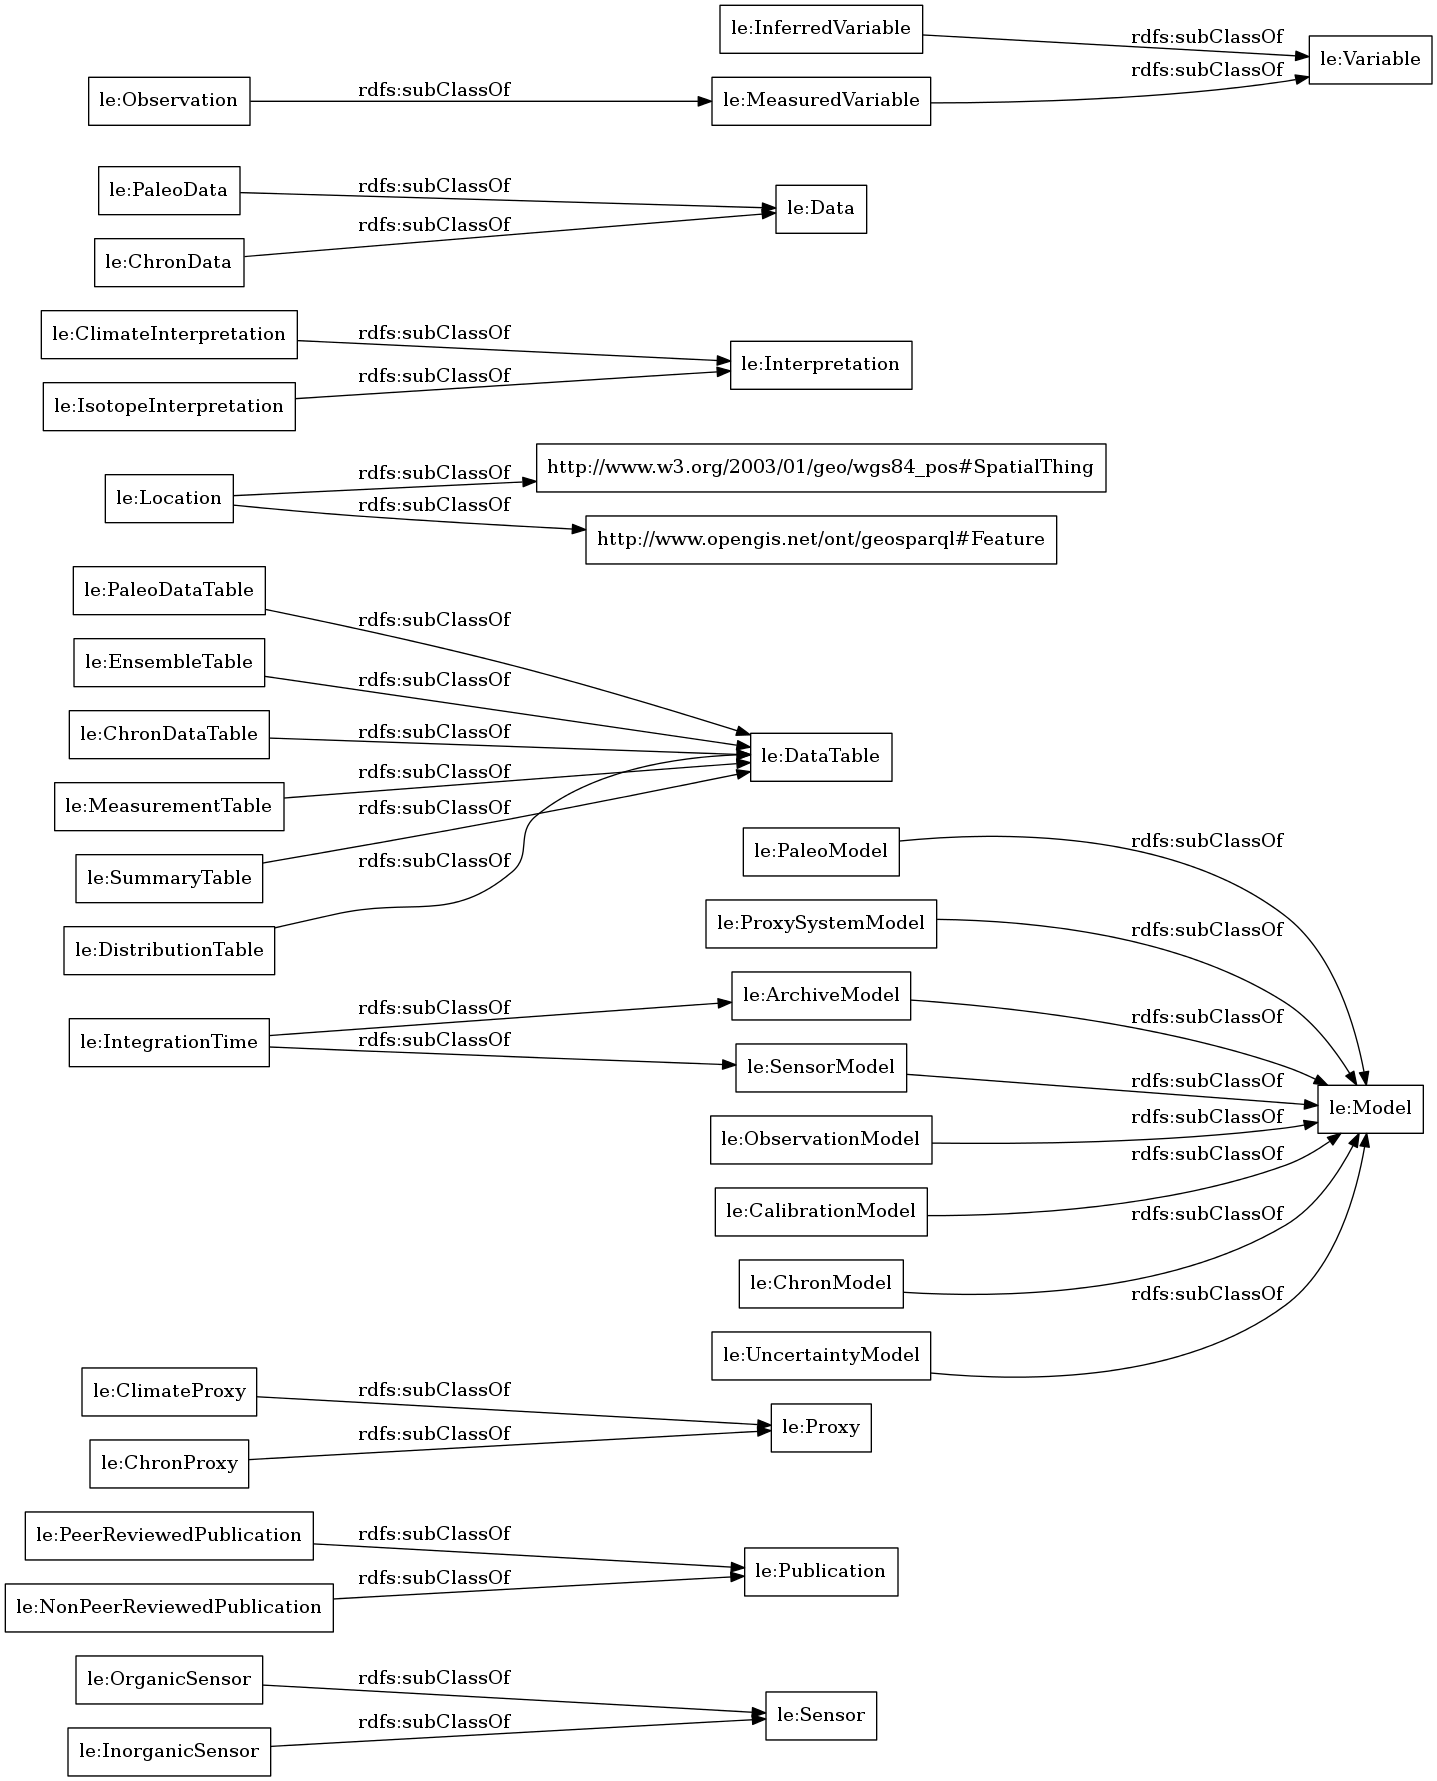 le:InferredVariable
rdfs:subClassOf
le:Variable
le:Observation
rdfs:subClassOf
le:MeasuredVariable
rdfs:subClassOf
le:PaleoData
rdfs:subClassOf
le:Data
le:ChronData
rdfs:subClassOf
le:ClimateInterpretation
rdfs:subClassOf
le:Interpretation
le:IsotopeInterpretation
rdfs:subClassOf
le:Location
rdfs:subClassOf
http://www.w3.org/2003/01/geo/wgs84_pos#SpatialThing
rdfs:subClassOf
http://www.opengis.net/ont/geosparql#Feature
le:PaleoDataTable
rdfs:subClassOf
le:EnsembleTable
rdfs:subClassOf
le:ChronDataTable
rdfs:subClassOf
le:DataTable
le:MeasurementTable
rdfs:subClassOf
le:SummaryTable
rdfs:subClassOf
le:DistributionTable
rdfs:subClassOf
le:PaleoModel
rdfs:subClassOf
le:ProxySystemModel
rdfs:subClassOf
le:IntegrationTime
rdfs:subClassOf
le:ArchiveModel
rdfs:subClassOf
rdfs:subClassOf
le:SensorModel
rdfs:subClassOf
le:Model
le:ObservationModel
rdfs:subClassOf
le:CalibrationModel
rdfs:subClassOf
le:ChronModel
rdfs:subClassOf
le:UncertaintyModel
rdfs:subClassOf
le:ClimateProxy
rdfs:subClassOf
le:Proxy
le:ChronProxy
rdfs:subClassOf
le:PeerReviewedPublication
rdfs:subClassOf
le:Publication
le:NonPeerReviewedPublication
rdfs:subClassOf
le:OrganicSensor
rdfs:subClassOf
le:Sensor
le:InorganicSensor
rdfs:subClassOf